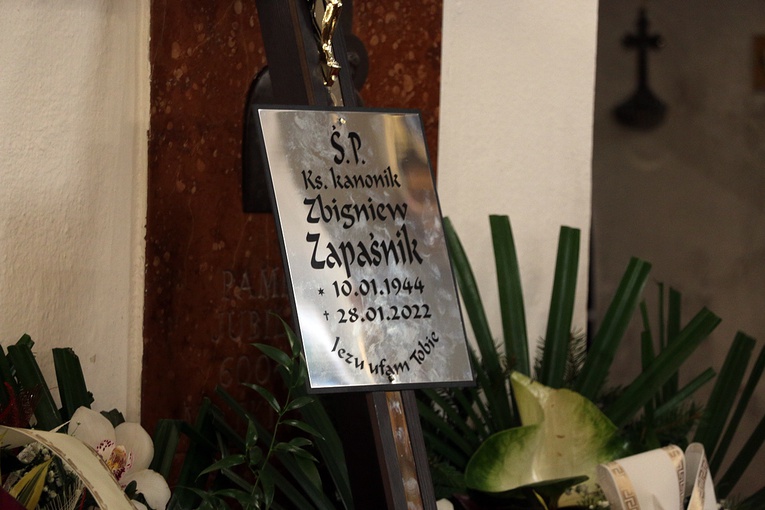 Ś.P.
Ks. kanonik
Zbigniew
Zapaśnik
* 10.01.1944
† 28.01.2022
Jezu ufam Tobie